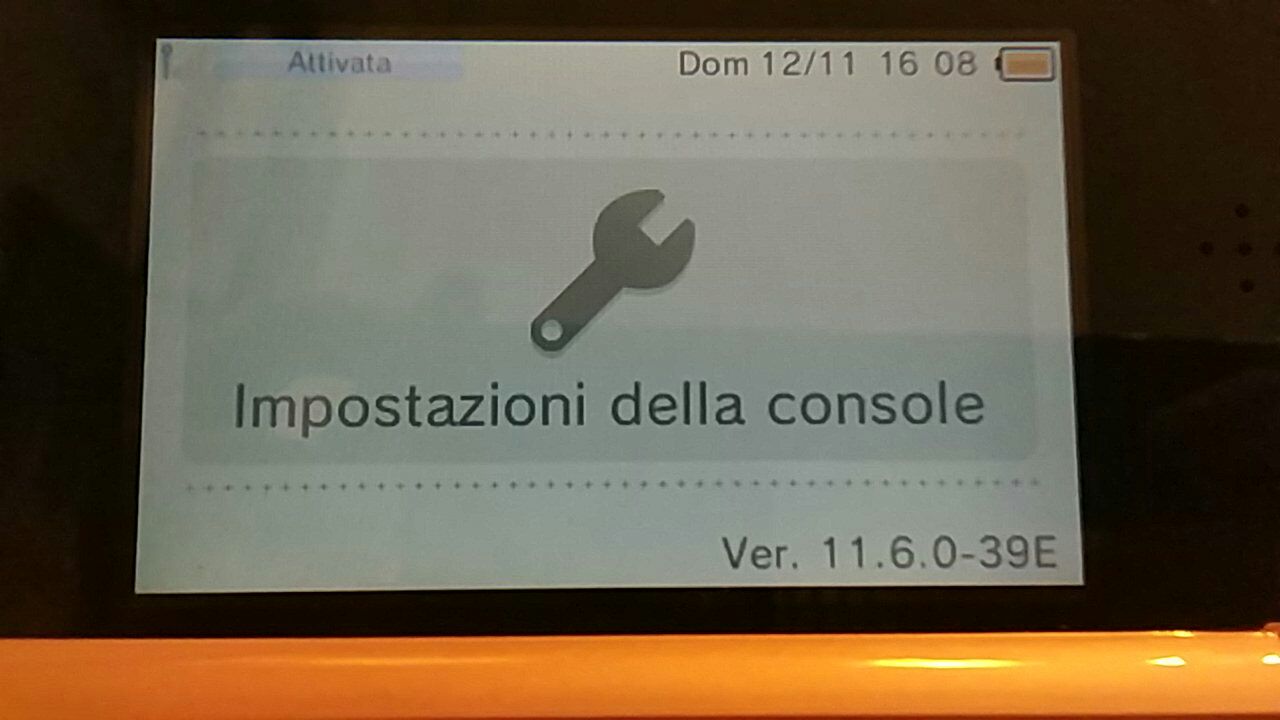 Attivata Dom 12/11 16 08
Impostazioni della console
Ver. 11.6.0-39E